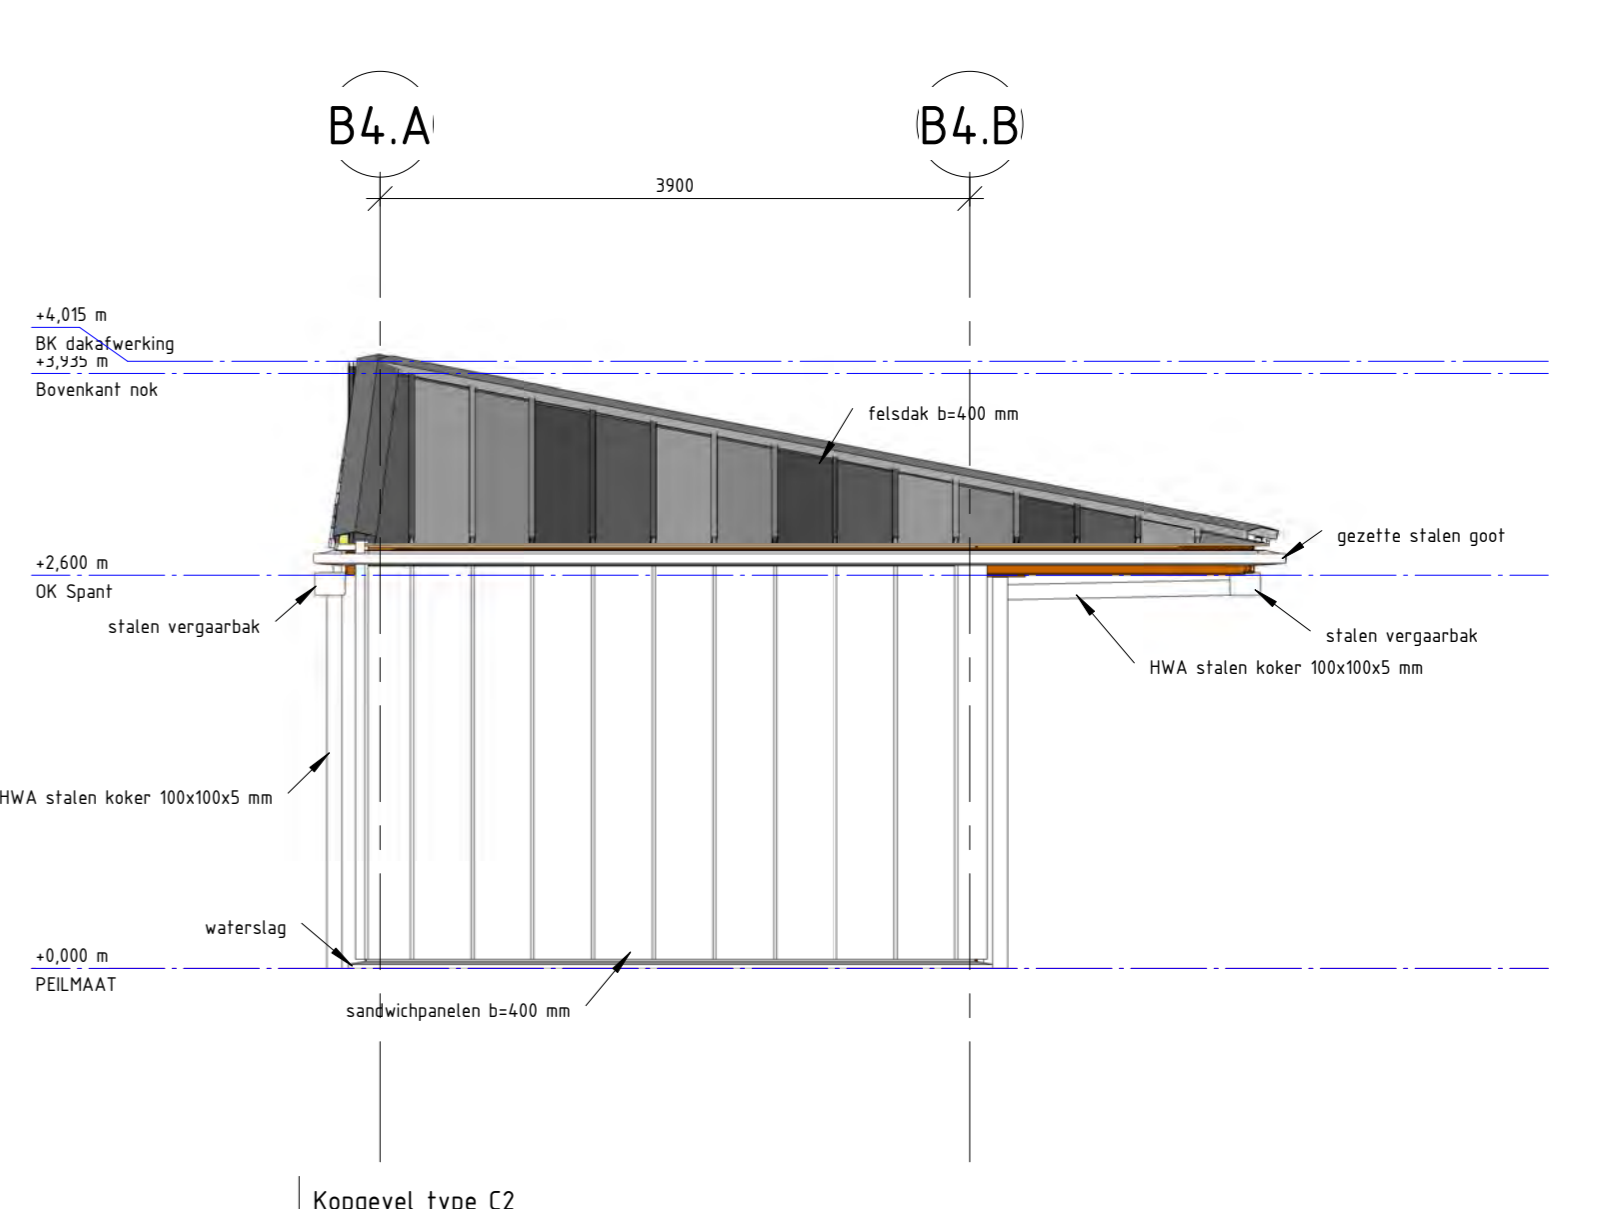 B4.A
B4.B
3900
+4,015 m
BK dakafwerking
+3,935 m
Bovenkant nok
felsdak b=400 mm
gezette stalen goot
+2,600 m
OK Spant
stalen vergaarbak
stalen vergaarbak
HWA stalen koker 100x100x5 mm
HWA stalen koker 100x100x5 mm
waterslag
+0,000 m
PEILMAAT
sandwichpanelen b=400 mm
Kopgevel type C2